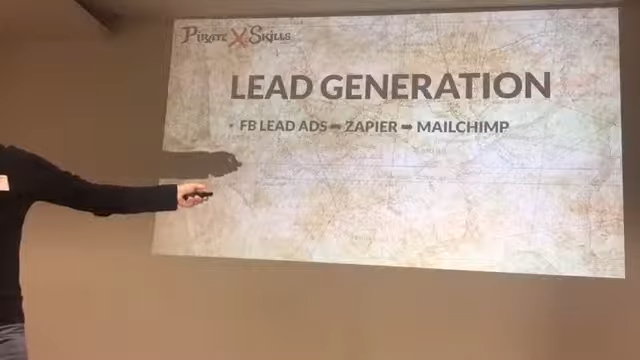 PIRATE X SKILLS
LEAD GENERATION
• FB LEAD ADS ➡ ZAPIER ➡ MAILCHIMP